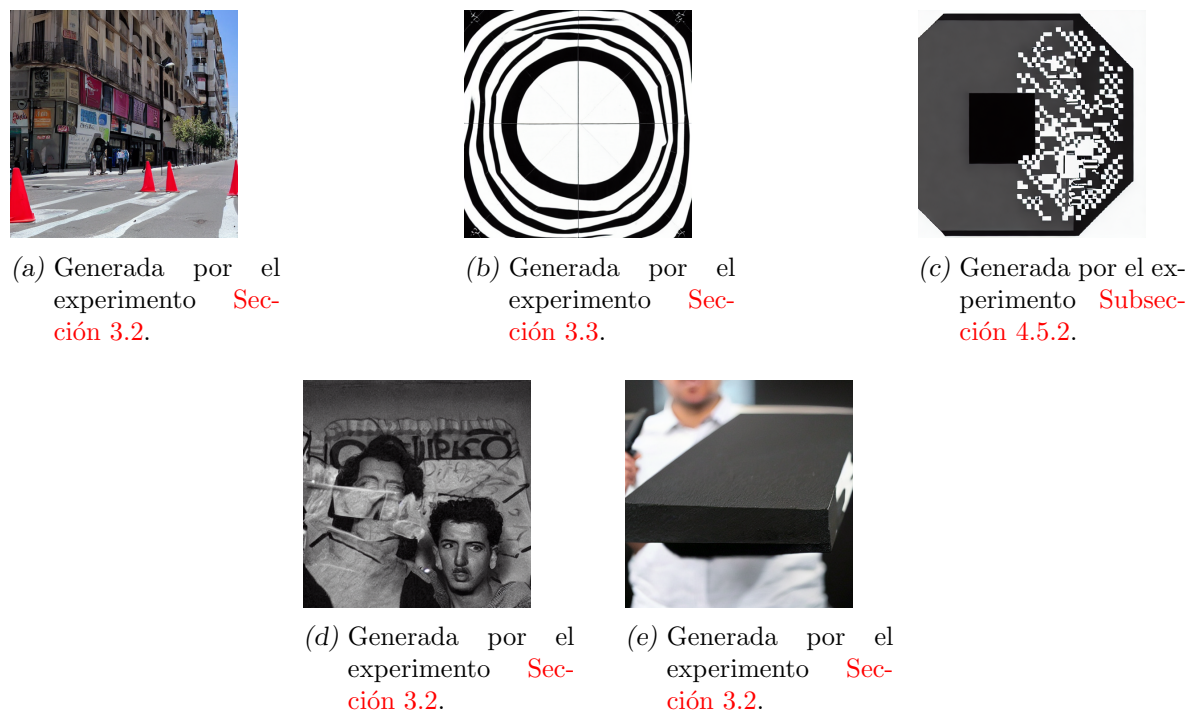 (a) Generada por el
experimento Sec-
ción 3.2.
(b) Generada por el
experimento Sec-
ción 3.3.
(c) Generada por el ex-
perimento Subsec-
ción 4.5.2.
(d) Generada por el
experimento Sec-
ción 3.2.
(e) Generada por el
experimento Sec-
ción 3.2.